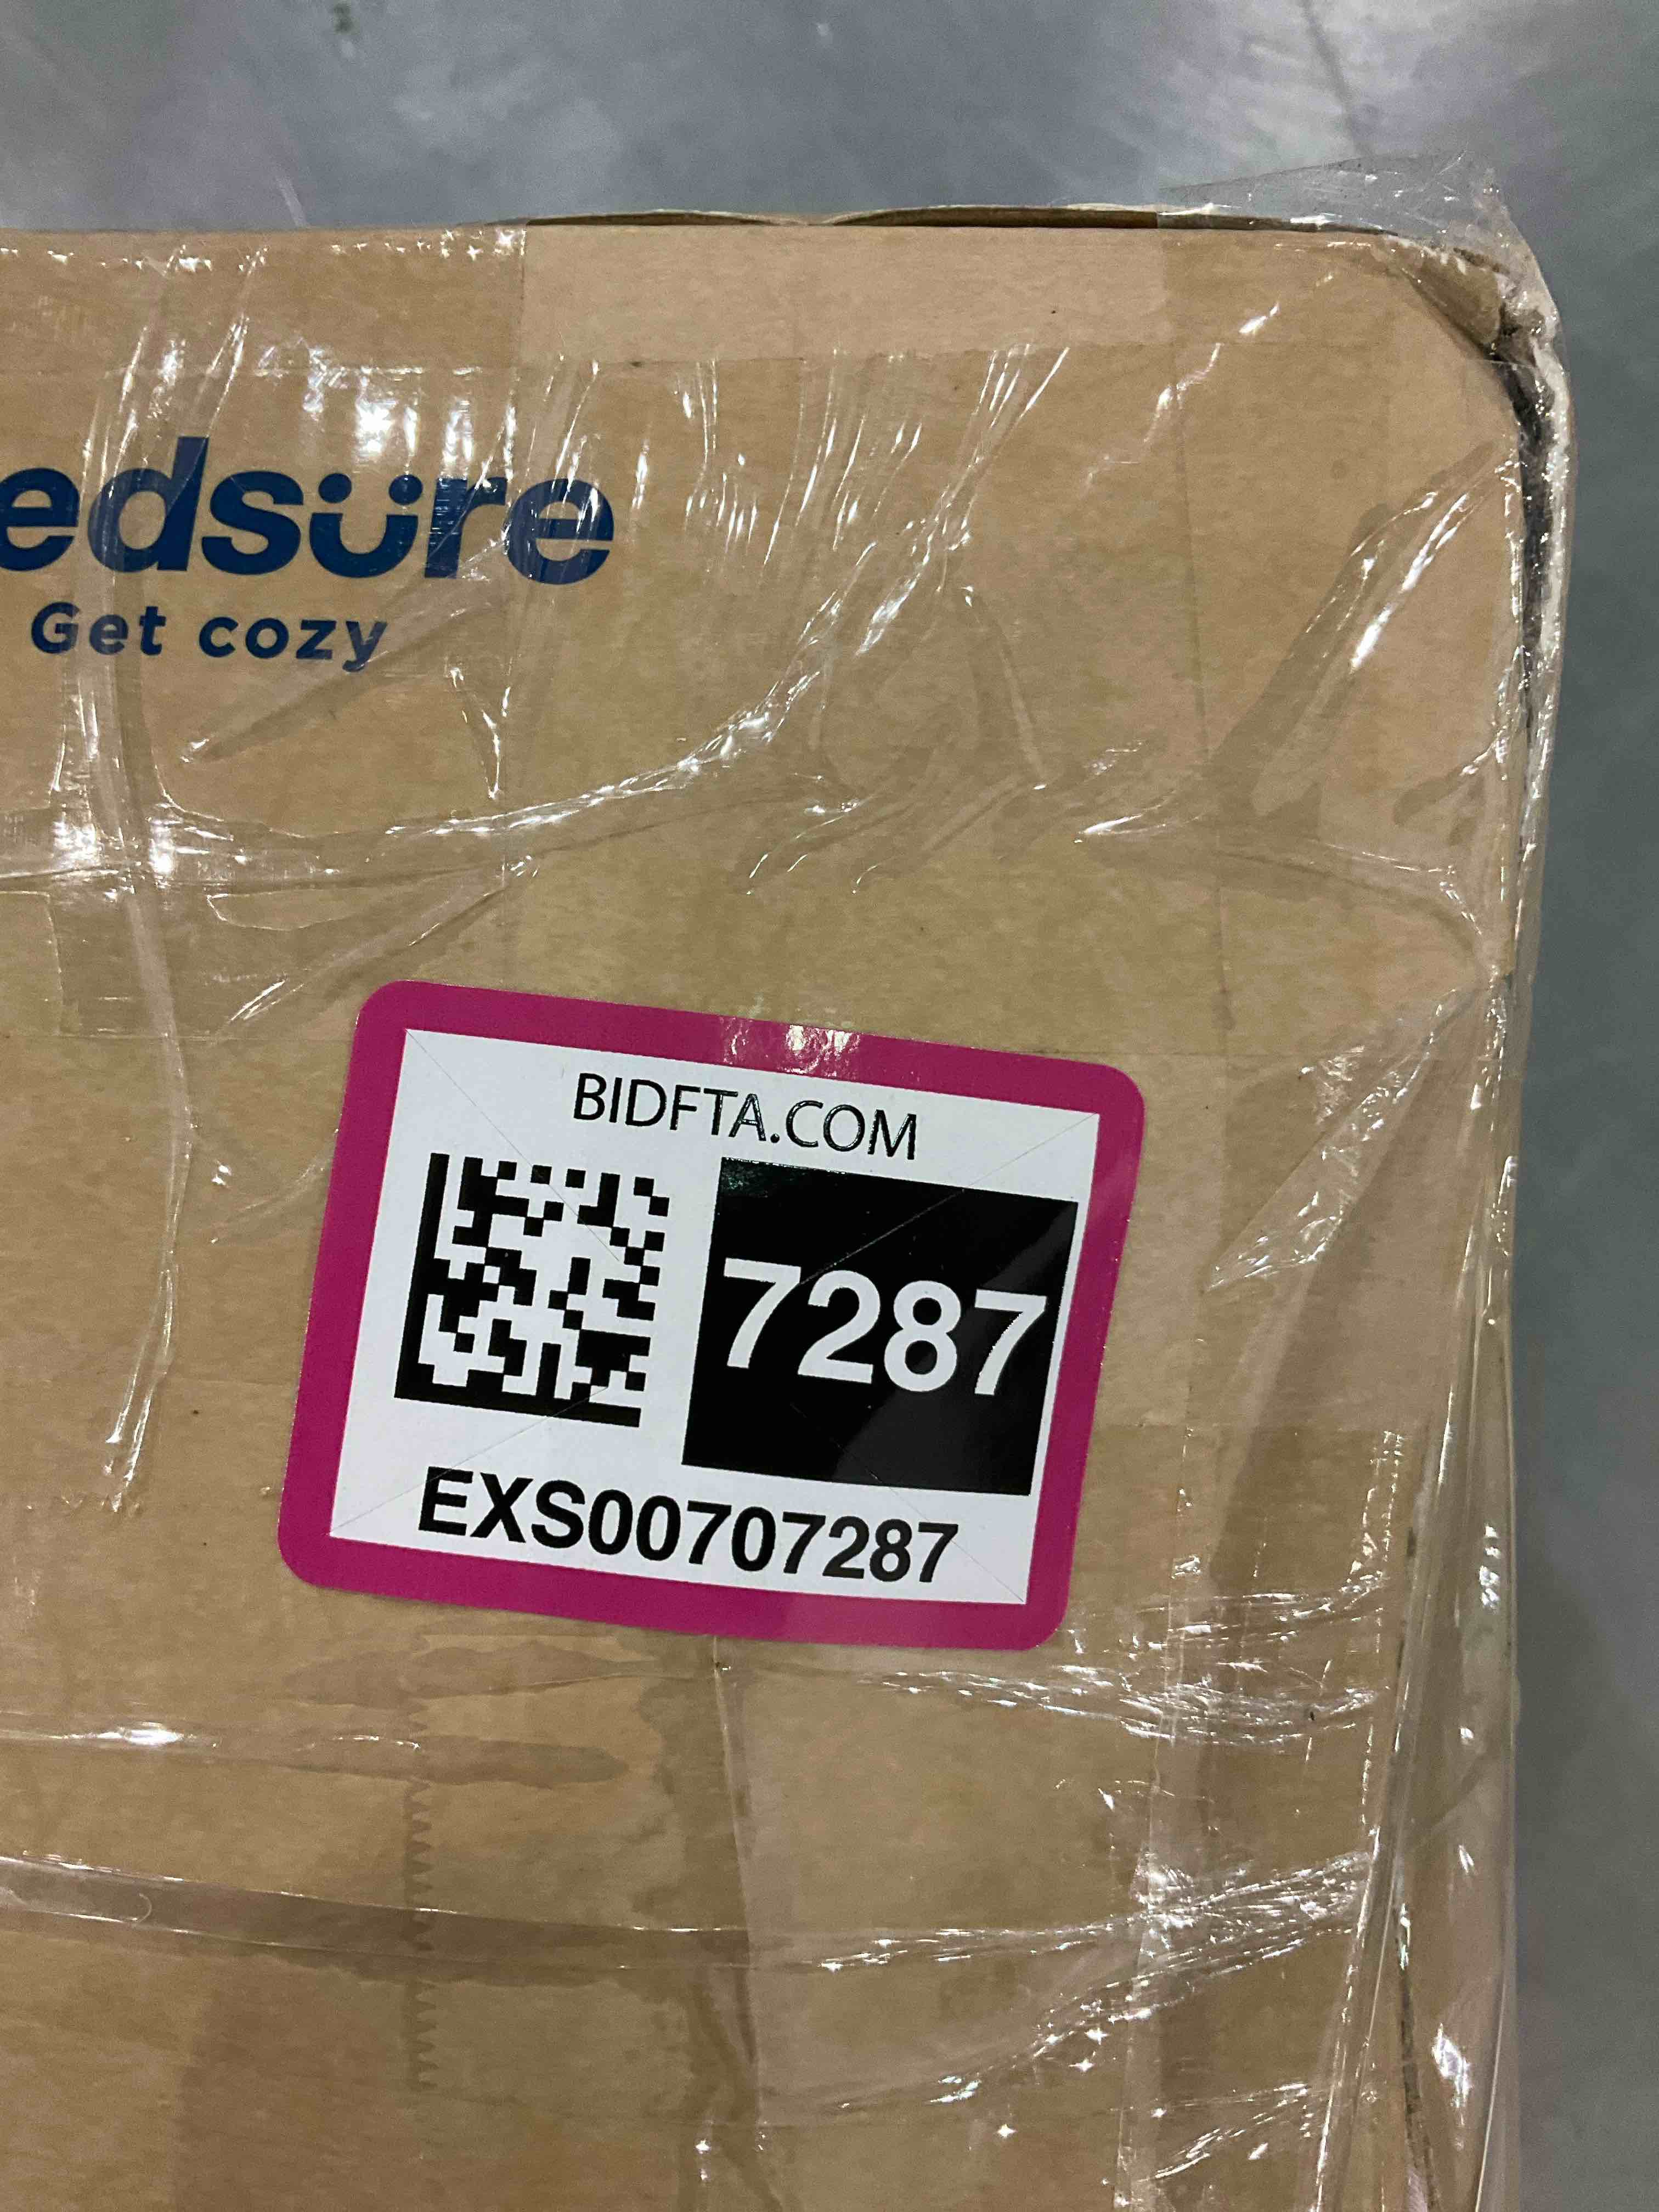 edsure
Get cozy
BIDFTA.COM
7287
EXS00707287